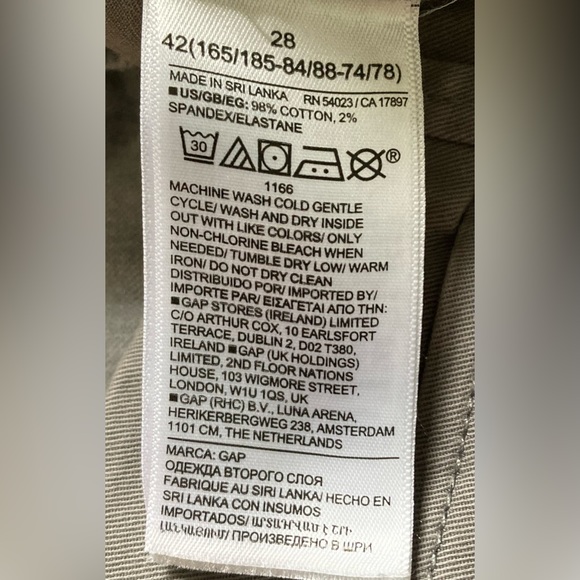 28
42(165/185-84/88-74/78)
MADE IN SRI LANKA RN 54023 / CA 17897
■ US/GB/EG: 98% COTTON, 2%
SPANDEX/ELASTANE
30
®
1166
MACHINE WASH COLD GENTLE
CYCLE/ WASH AND DRY INSIDE
OUT WITH LIKE COLORS/ ONLY
NON-CHLORINE BLEACH WHEN
NEEDED/ TUMBLE DRY LOW/ WARM
IRON/ DO NOT DRY CLEAN
DISTRIBUIDO POR/ IMPORTED BY/
IMPORTE PAR/ ΕΙΣΑΓΕΤΑΙ ΑΠΟ ΤΗΝ:
■ GAP STORES (IRELAND) LIMITED
C/O ARTHUR COX, 10 EARLSFORT
TERRACE, DUBLIN 2, D02 T380,
IRELAND ■ GAP (UK HOLDINGS)
LIMITED, 2ND FLOOR NATIONS
HOUSE, 103 WIGMORE STREET,
LONDON, W1U 1QS, UK
■ GAP (RHC) B.V., LUNA ARENA,
HERIKERBERGWEG 238, AMSTERDAM
1101 CM, THE NETHERLANDS
MARCA: GAP
ОДЕЖДА ВТОРОГО СЛОЯ
FABRIQUE AU SIRI LANKA/ HECHO EN
SRI LANKA CON INSUMOS
IMPORTADOS/ ԱՐՏԱԴՐՎԱԾ Է ՇՐԻ
ԼԱՆԿԱՅՈՒՄ/ ПРОИЗВЕДЕНО В ШРИ